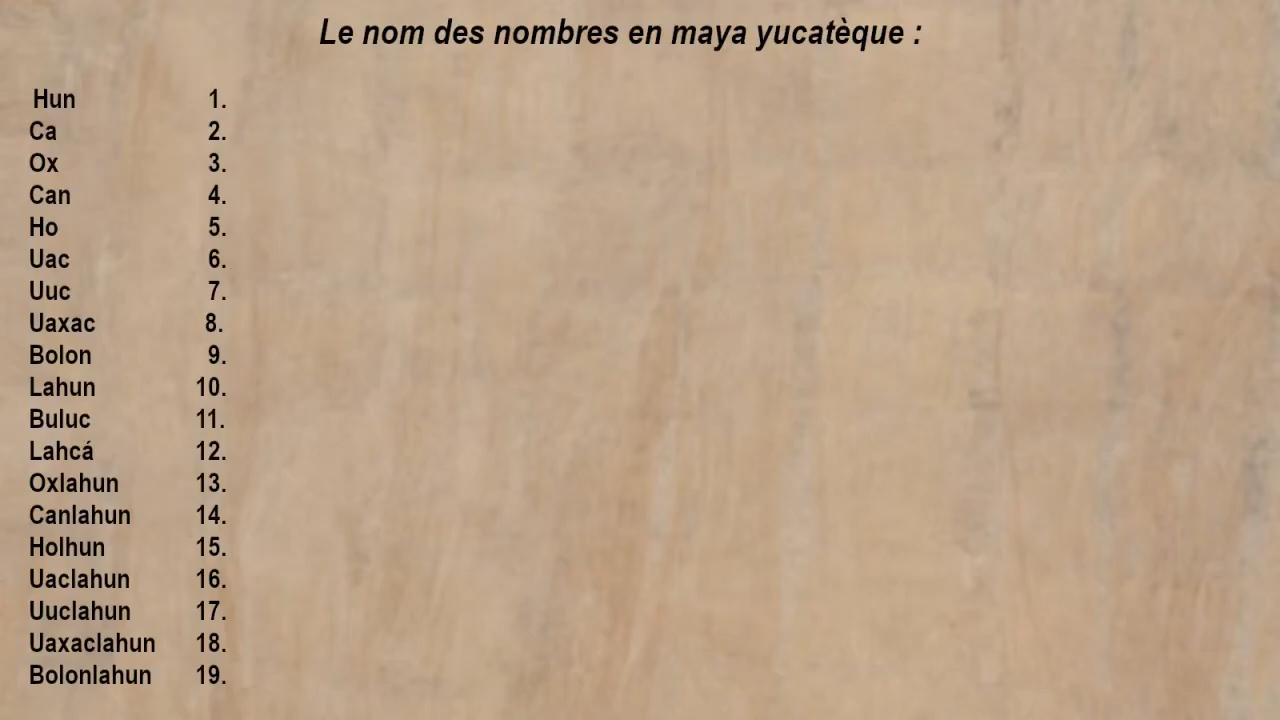 Le nom des nombres en maya yucatèque :
Hun 1.
Ca 2.
Ox 3.
Can 4.
Ho 5.
Uac 6.
Uuc 7.
Uaxac 8.
Bolon 9.
Lahun 10.
Buluc 11.
Lahcá 12.
Oxlahun 13.
Canlahun 14.
Holhun 15.
Uaclahun 16.
Uuclahun 17.
Uaxaclahun 18.
Bolonlahun 19.